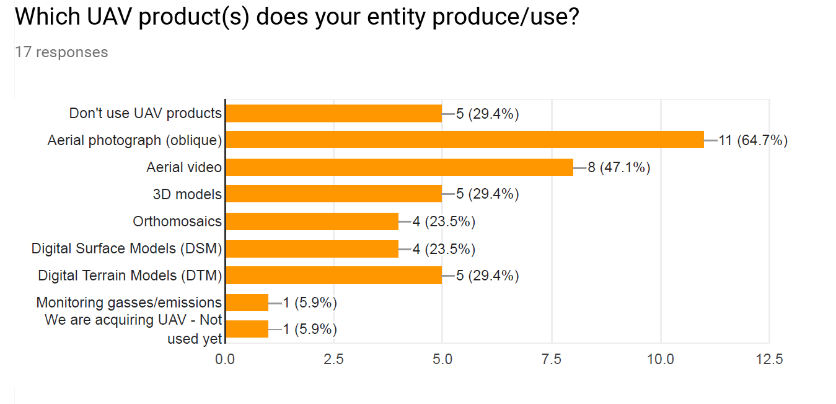 Which UAV product(s) does your entity produce/use?
17 responses
Don't use UAV products 5 (29.4%)
Aerial photograph (oblique) 11 (64.7%)
Aerial video 8 (47.1%)
3D models 5 (29.4%)
Orthomosaics 4 (23.5%)
Digital Surface Models (DSM) 4 (23.5%)
Digital Terrain Models (DTM) 5 (29.4%)
Monitoring gasses/emissions 1 (5.9%)
We are acquiring UAV - Not
used yet 1 (5.9%)
0.0 2.5 5.0 7.5 10.0 12.5